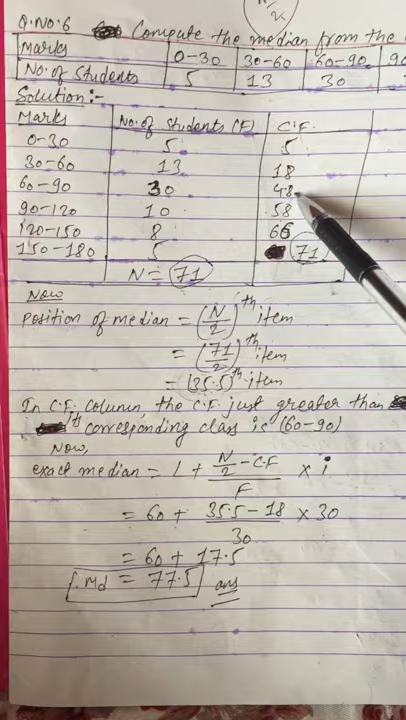 N/2
Q.No.6 Compute the median from the
Marks 0-30 30-60 60-90 90
No. of Students 5 13 30
Solution:-
Marks No. of Students (F) C.F.
0-30 5 5
30-60 13 18
60-90 30 48
90-120 10 58
120-150 8 66
150-180 5 71
N = 71
Now
position of median = (N/2)th item
= (71/2)th item
= (35.5)th item
In C.F. column, the C.F. just greater than
corresponding class is (60-90)
Now,
exact median = l + (N/2 - C.F)/F × i
= 60 + (35.5 - 18)/30 × 30
= 60 + 17.5
∴ Md = 77.5 ans